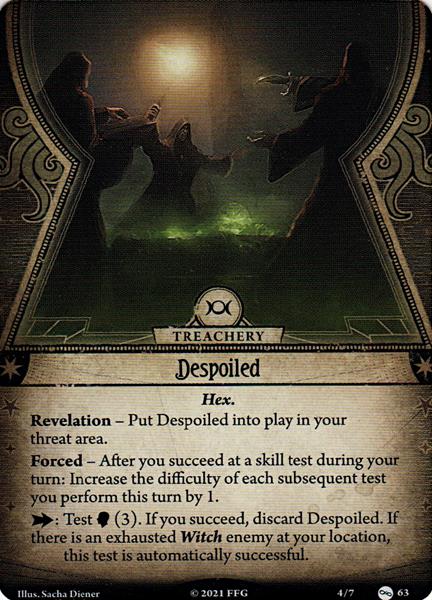 TREACHERY
Despoiled
Hex.
Revelation – Put Despoiled into play in your
threat area.
Forced – After you succeed at a skill test during your
turn: Increase the difficulty of each subsequent test
you perform this turn by 1.
: Test (3). If you succeed, discard Despoiled. If
there is an exhausted Witch enemy at your location,
this test is automatically successful.
Illus. Sacha Diener © 2021 FFG 4/7 63